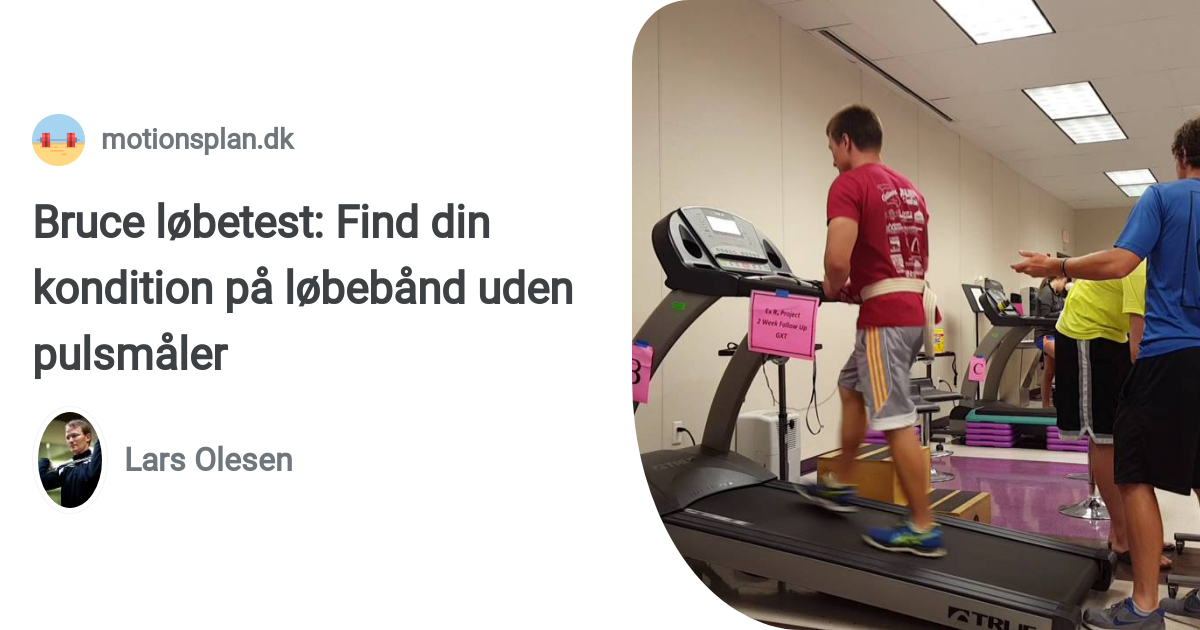 motionsplan.dk
Bruce løbetest: Find din
kondition på løbebånd uden
pulsmåler
Lars Olesen
Ex Rx Project
2 Week Follow Up
GXT
B
C
TRUE